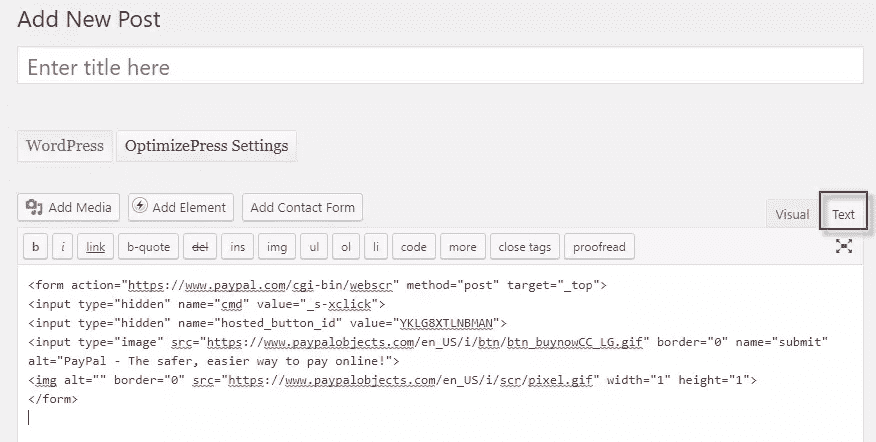 Add New Post
Enter title here
WordPress OptimizePress Settings
Add Media Add Element Add Contact Form Visual Text
b i link b-quote del ins img ul ol li code more close tags proofread
<form action="https://www.paypal.com/cgi-bin/webscr" method="post" target="_top">
<input type="hidden" name="cmd" value="_s-xclick">
<input type="hidden" name="hosted_button_id" value="YKLG8XTLNBMAN">
<input type="image" src="https://www.paypalobjects.com/en_US/i/btn/btn_buynowCC_LG.gif" border="0" name="submit"
alt="PayPal - The safer, easier way to pay online!">
<img alt="" border="0" src="https://www.paypalobjects.com/en_US/i/scr/pixel.gif" width="1" height="1">
</form>